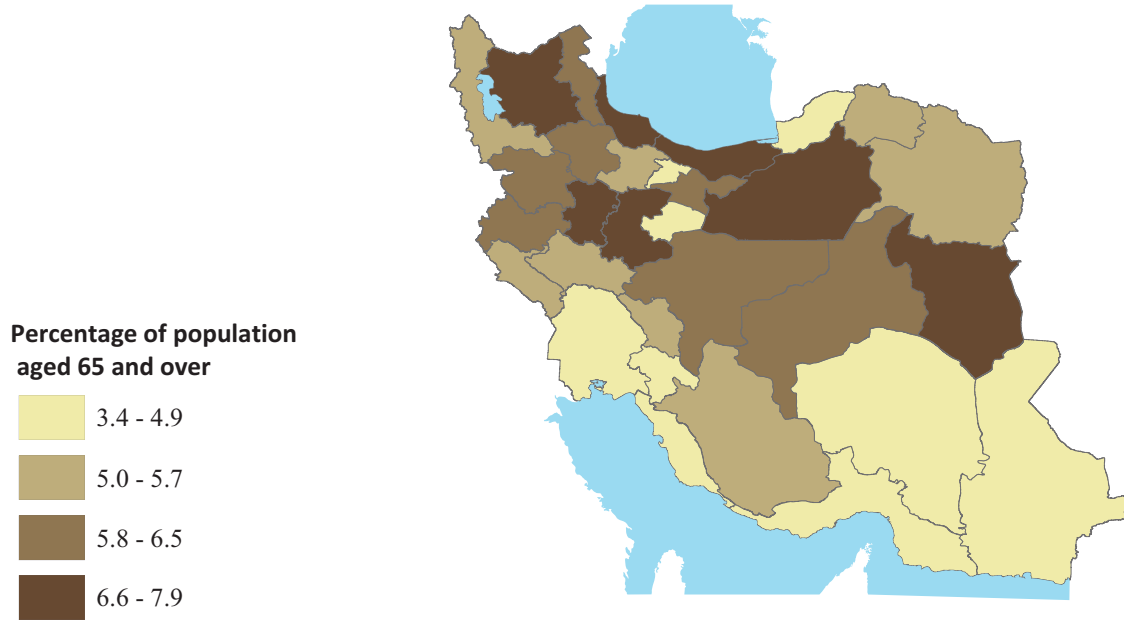 Percentage of population
aged 65 and over
3.4 - 4.9
5.0 - 5.7
5.8 - 6.5
6.6 - 7.9